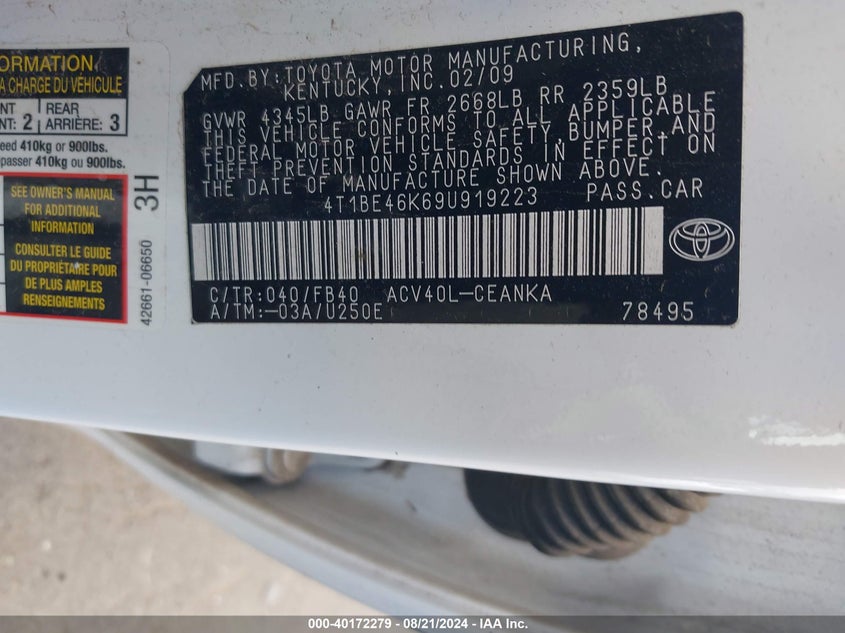 ORMATION
A CHARGE DU VÉHICULE
NT: 2
REAR
ARRIÈRE: 3
eed 410kg or 900lbs.
passer 410kg ou 900lbs.
SEE OWNER'S MANUAL
FOR ADDITIONAL
INFORMATION
CONSULTER LE GUIDE
DU PROPRIÉTAIRE POUR
DE PLUS AMPLES
RENSEIGNEMENTS
42661-06650
3H
MFD.BY:TOYOTA MOTOR MANUFACTURING,
KENTUCKY,INC.02/09
GVWR 4345LB GAWR FR 2668LB RR 2359LB
THIS VEHICLE CONFORMS TO ALL APPLICABLE
FEDERAL MOTOR VEHICLE SAFETY,BUMPER,AND
THEFT PREVENTION STANDARDS IN EFFECT ON
THE DATE OF MANUFACTURE SHOWN ABOVE.
4T1BE46K69U919223 PASS.CAR
C/TR:040/FB40 ACV40L-CEANKA
A/TM:-03A/U250E 78495
000-40172279 - 08/21/2024 - Copyright IAA, Inc.